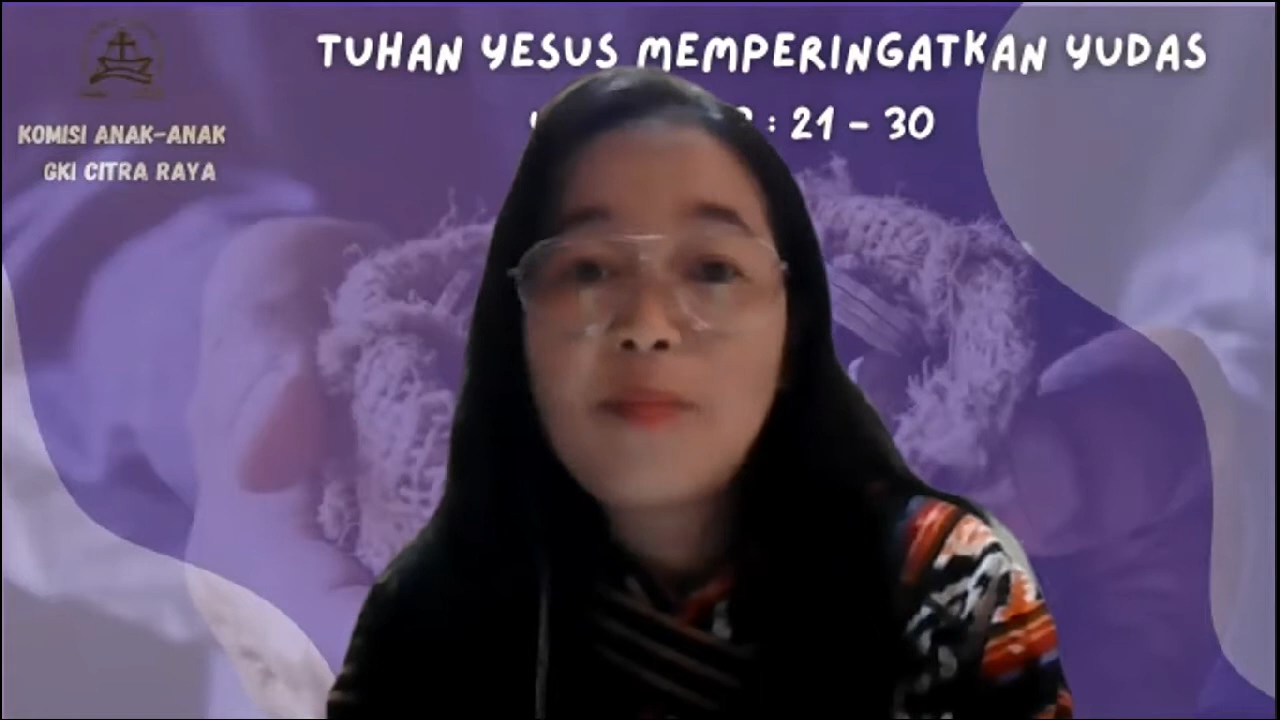 TUHAN YESUS MEMPERINGATKAN YUDAS
: 21 - 30
KOMISI ANAK-ANAK
GKI CITRA RAYA